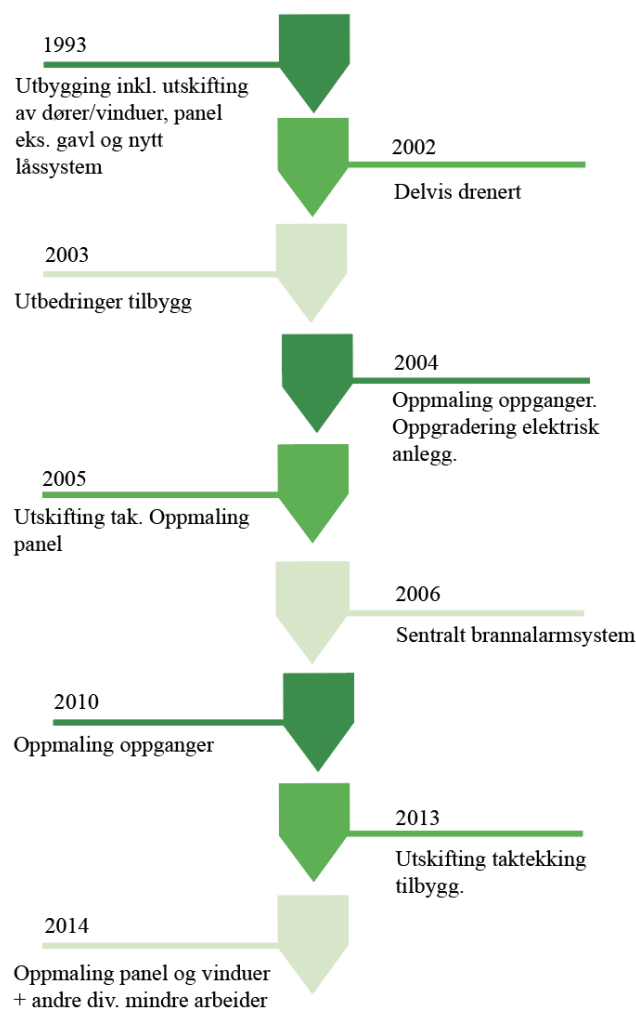 1993
Utbygging inkl. utskifting
av dører/vinduer, panel
eks. gavl og nytt
låssystem
2002
Delvis drenert
2003
Utbedringer tilbygg
2004
Oppmaling oppganger.
Oppgradering elektrisk
anlegg.
2005
Utskifting tak. Oppmaling
panel
2006
Sentralt brannalarmsystem
2010
Oppmaling oppganger
2013
Utskifting taktekking
tilbygg.
2014
Oppmaling panel og vinduer
+ andre div. mindre arbeider